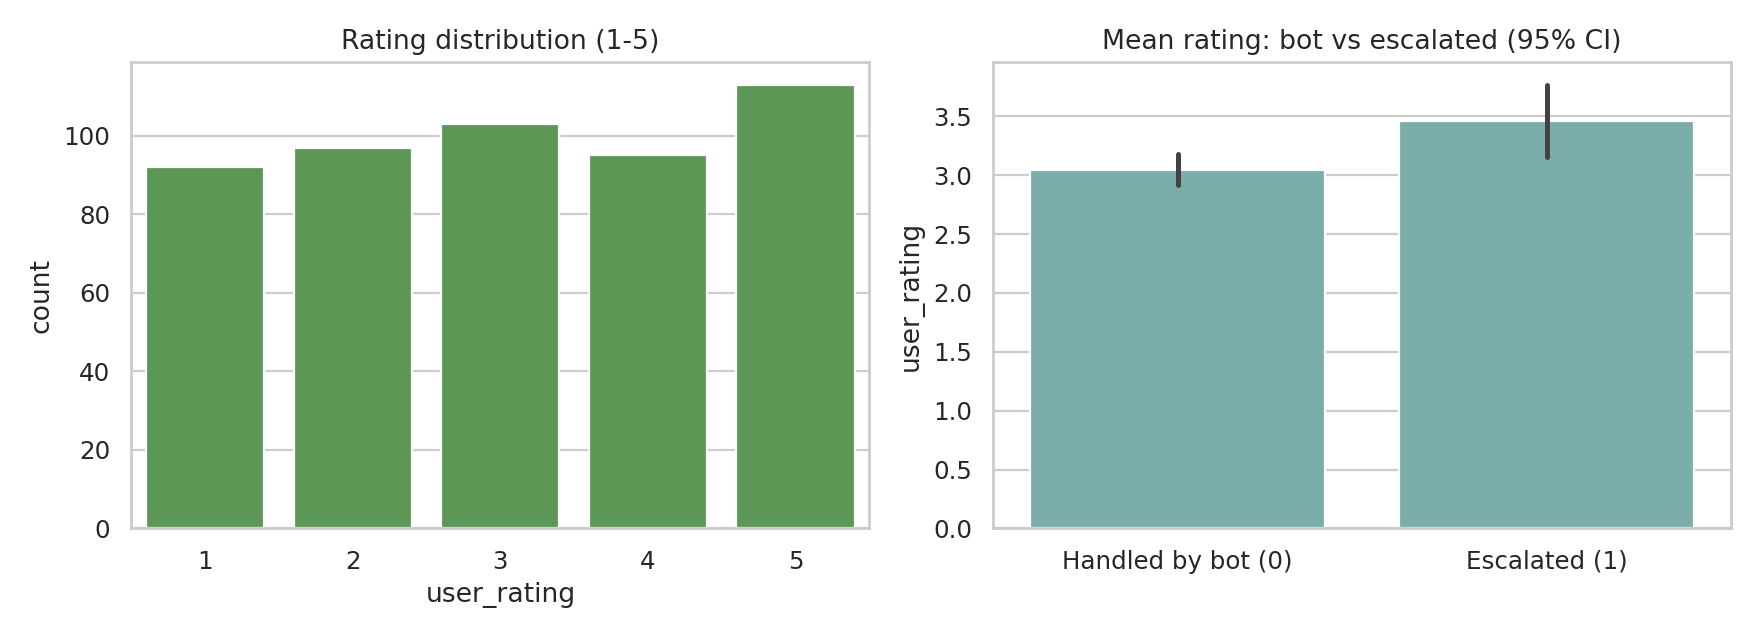 Rating distribution (1-5)
count
100
80
60
40
20
0
1 2 3 4 5
user_rating
Mean rating: bot vs escalated (95% CI)
user_rating
3.5
3.0
2.5
2.0
1.5
1.0
0.5
0.0
Handled by bot (0) Escalated (1)